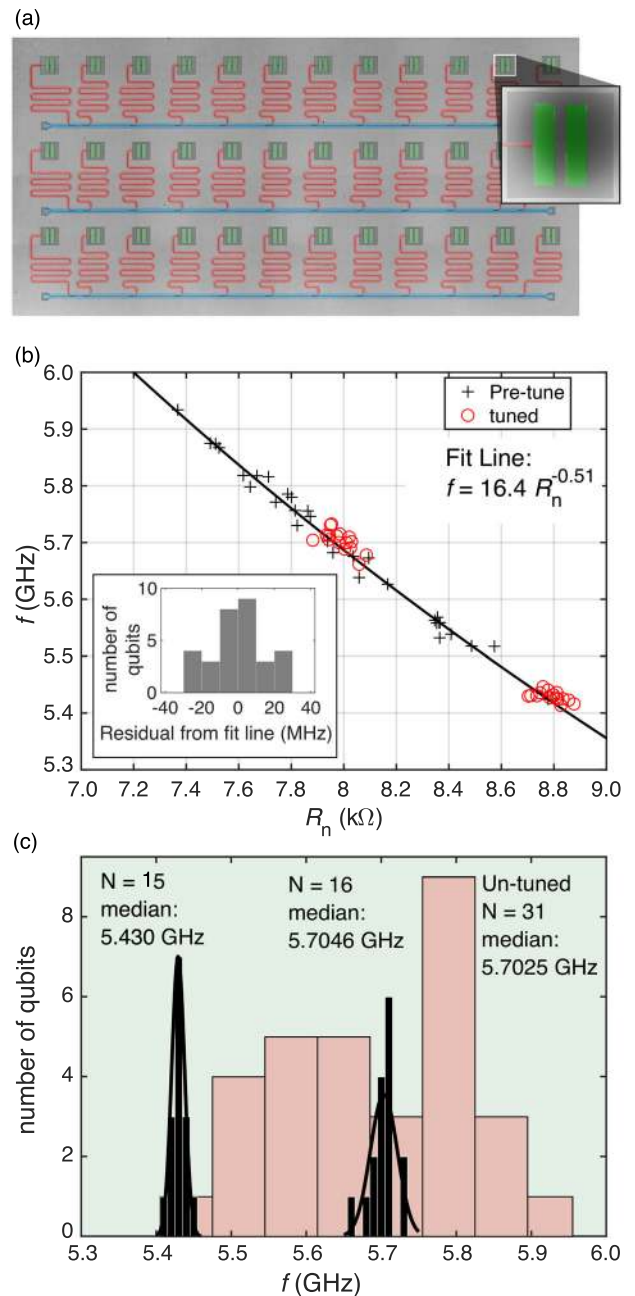 (a)
(b)
6.0
5.9
5.8
5.7
5.6
5.5
5.4
5.3
f (GHz)
+ Pre-tune
○ tuned
Fit Line:
f = 16.4 Rn^-0.51
10
5
0
number of
qubits
-40 -20 0 20 40
Residual from fit line (MHz)
7.0 7.2 7.4 7.6 7.8 8 8.2 8.4 8.6 8.8 9.0
Rn (kΩ)
(c)
8
6
4
2
0
number of qubits
N = 15
median:
5.430 GHz
N = 16
median:
5.7046 GHz
Un-tuned
N = 31
median:
5.7025 GHz
5.3 5.4 5.5 5.6 5.7 5.8 5.9 6.0
f (GHz)